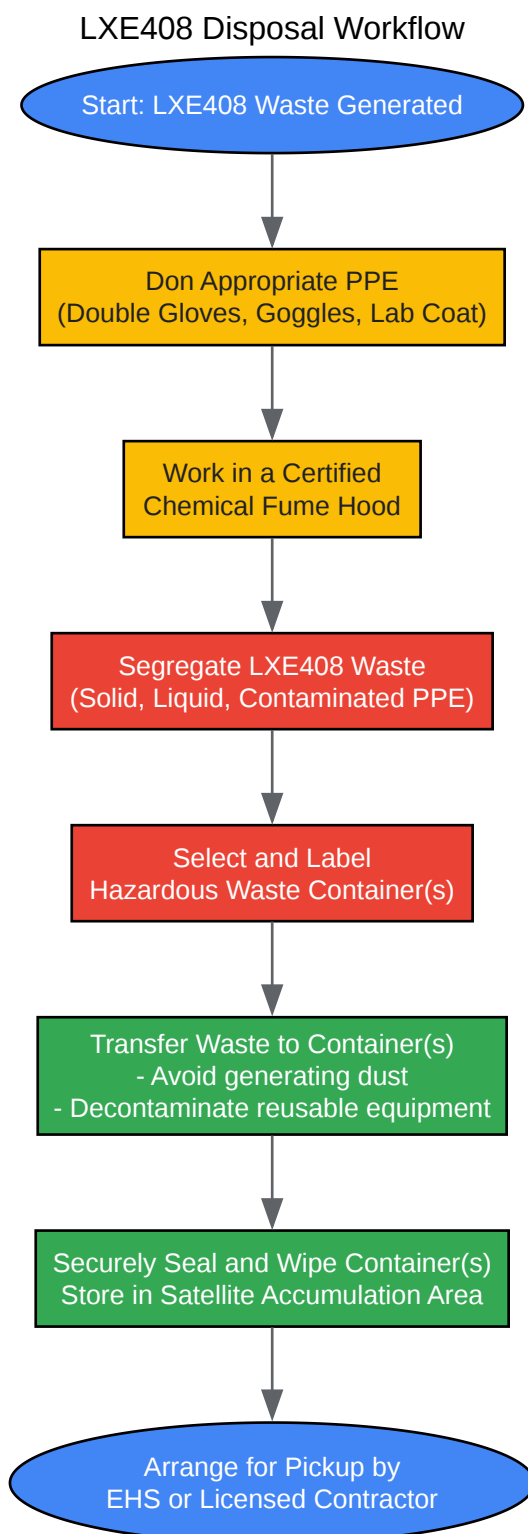 LXE408 Disposal Workflow
Start: LXE408 Waste Generated
Don Appropriate PPE
(Double Gloves, Goggles, Lab Coat)
Work in a Certified
Chemical Fume Hood
Segregate LXE408 Waste
(Solid, Liquid, Contaminated PPE)
Select and Label
Hazardous Waste Container(s)
Transfer Waste to Container(s)
- Avoid generating dust
- Decontaminate reusable equipment
Securely Seal and Wipe Container(s)
Store in Satellite Accumulation Area
Arrange for Pickup by
EHS or Licensed Contractor